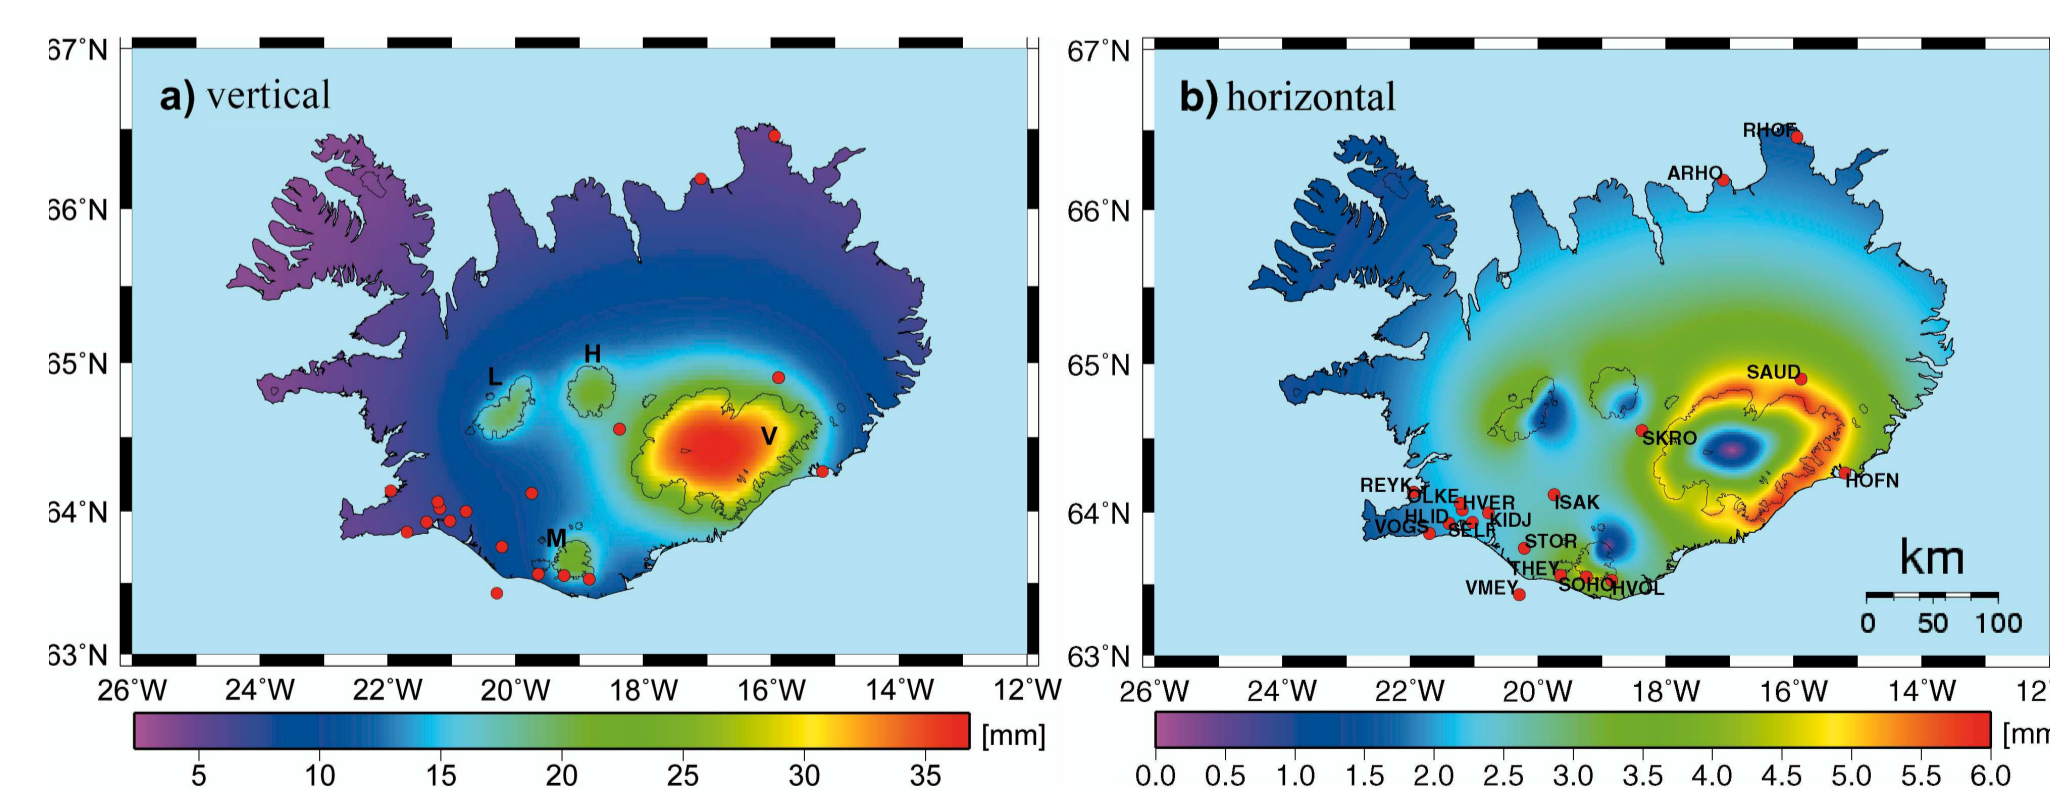 a) vertical
67°N
66°N
65°N
64°N
63°N
L
H
V
M
26°W 24°W 22°W 20°W 18°W 16°W 14°W 12°W
[mm]
5 10 15 20 25 30 35
b) horizontal
67°N
66°N
65°N
64°N
63°N
RHOF
ARHO
SAUD
SKRO
HOFN
REYK
OLKE
HVER
ISAK
HLID
KIDJ
VOGS
SELF
STOR
THEY
SOHO
HVOL
VMEY
km
0 50 100
26°W 24°W 22°W 20°W 18°W 16°W 14°W 12°
[mm
0.0 0.5 1.0 1.5 2.0 2.5 3.0 3.5 4.0 4.5 5.0 5.5 6.0